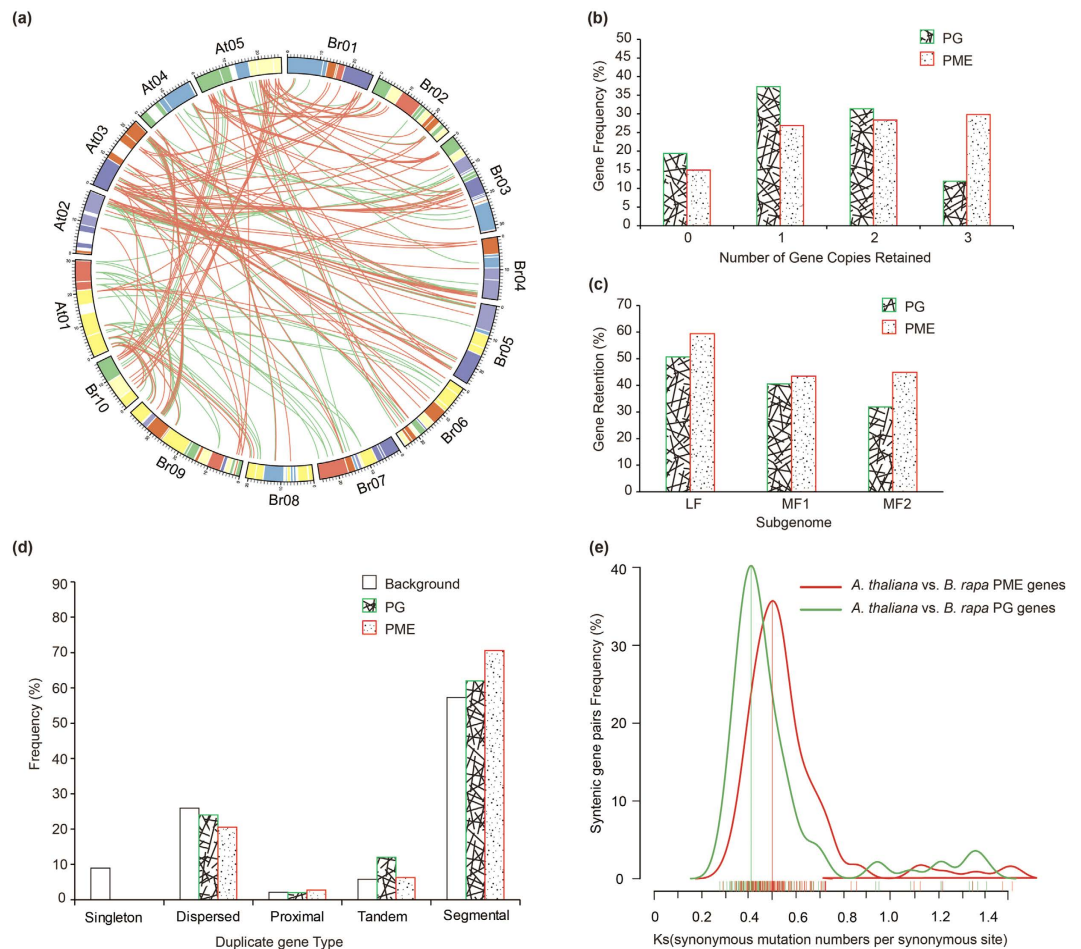 (a)
At05
Br01
At04
Br02
At03
Br03
At02
Br04
At01
Br05
Br10
Br06
Br09
Br07
Br08
(b)
50
45
40
35
30
25
20
15
10
5
0
Gene Frequency (%)
PG
PME
0 1 2 3
Number of Gene Copies Retained
(c)
70
60
50
40
30
20
10
0
Gene Retention (%)
PG
PME
LF MF1 MF2
Subgenome
(d)
90
80
70
60
50
40
30
20
10
0
Frequency (%)
Background
PG
PME
Singleton Dispersed Proximal Tandem Segmental
Duplicate gene Type
(e)
40
30
20
10
0
Syntenic gene pairs Frequency (%)
A. thaliana vs. B. rapa PME genes
A. thaliana vs. B. rapa PG genes
0 0.2 0.4 0.6 0.8 1.0 1.2 1.4
Ks(synonymous mutation numbers per synonymous site)